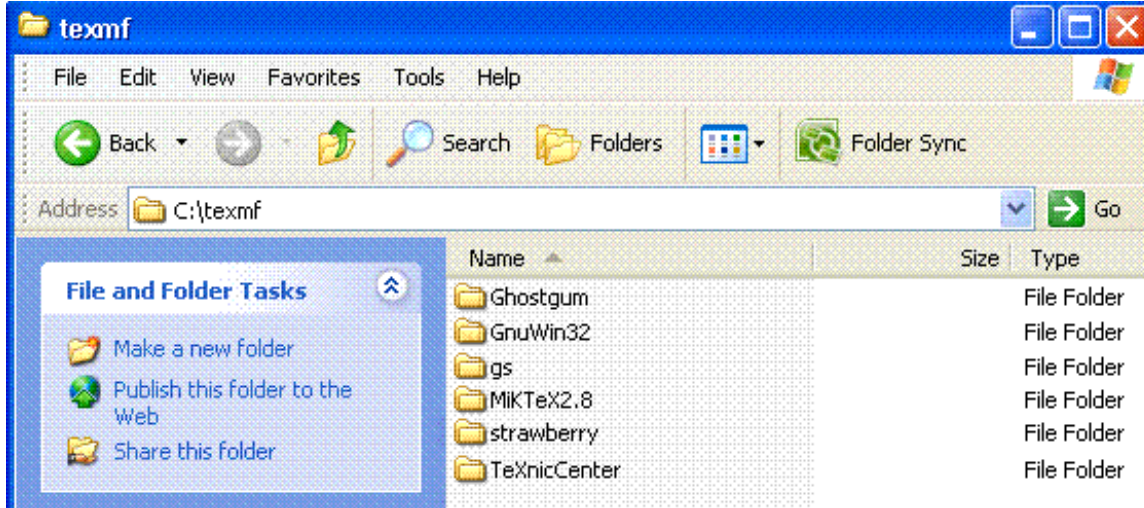 texmf
File Edit View Favorites Tools Help
Back Search Folders Folder Sync
Address C:\texmf Go
Name Size Type
File and Folder Tasks
Make a new folder
Publish this folder to the
Web
Share this folder
Ghostgum File Folder
GnuWin32 File Folder
gs File Folder
MiKTeX2.8 File Folder
strawberry File Folder
TeXnicCenter File Folder